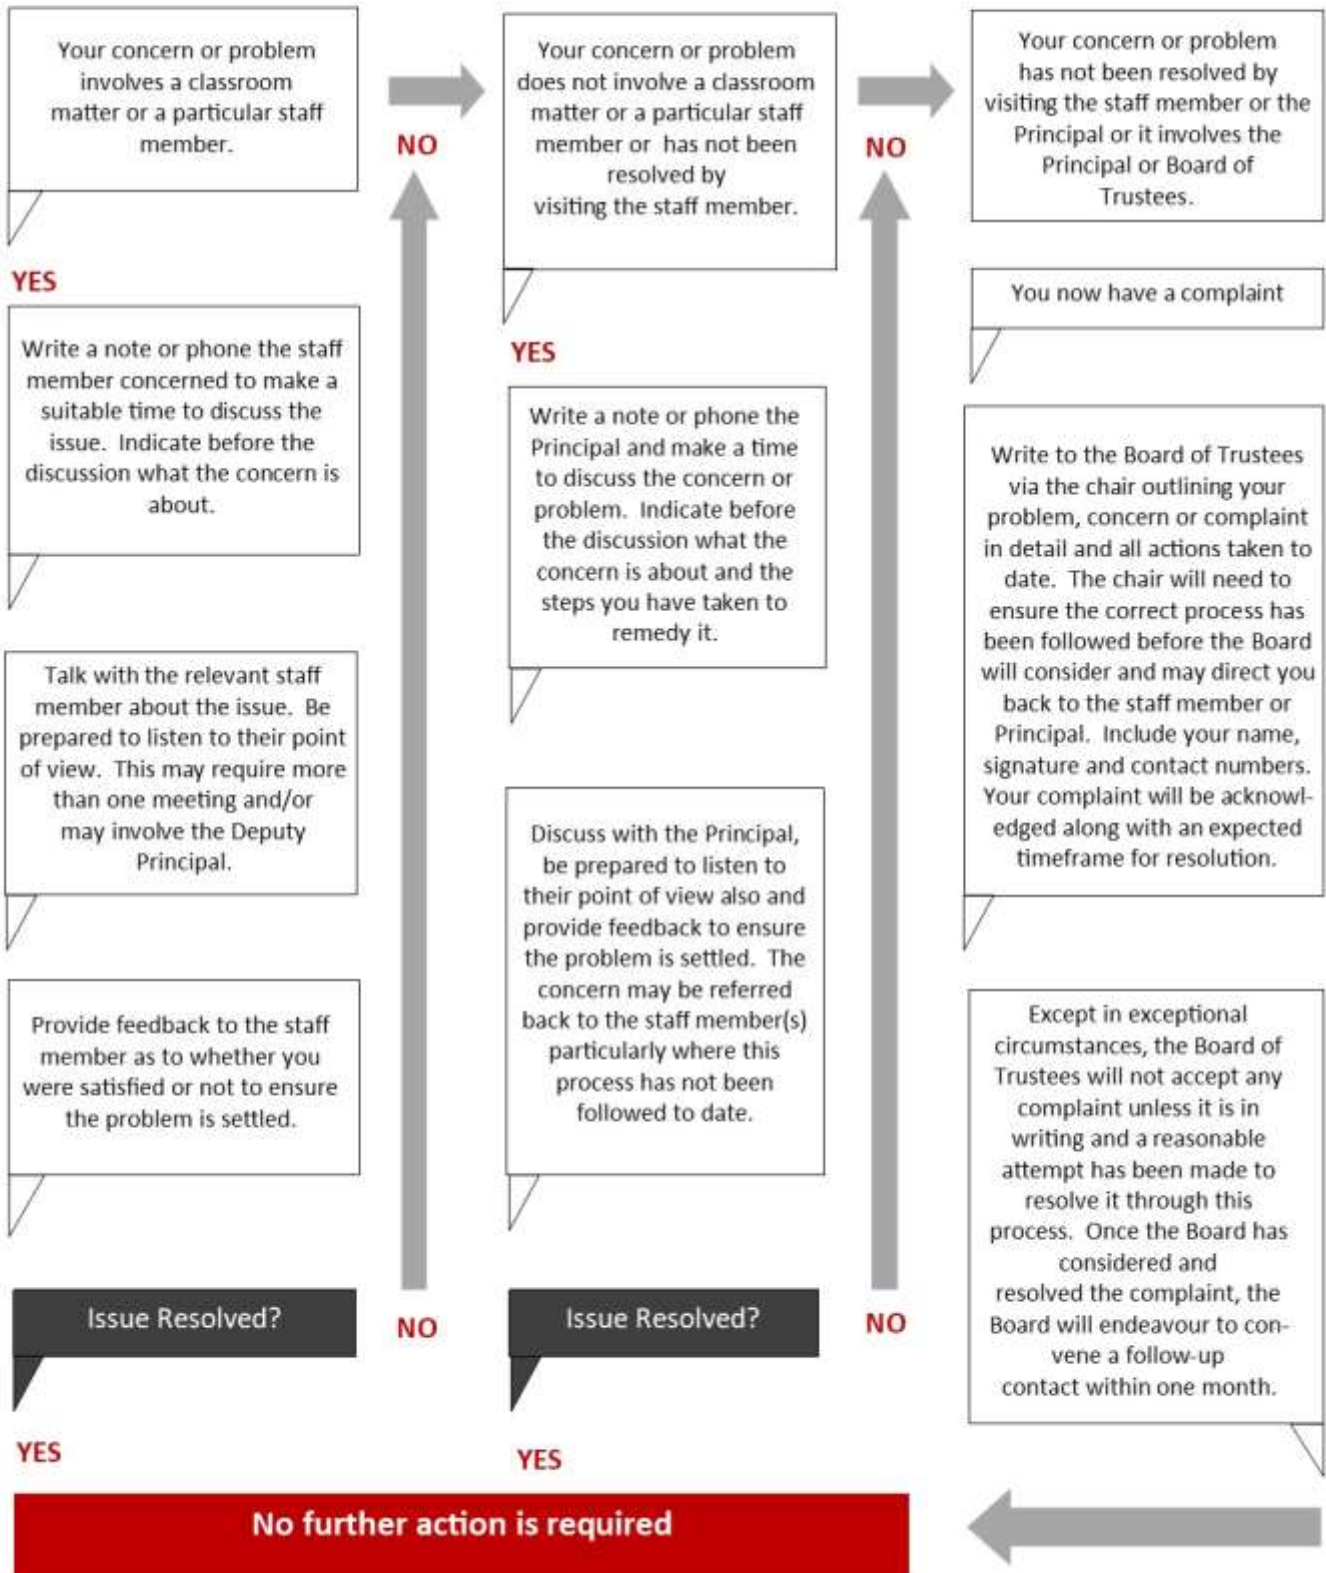 Your concern or problem
involves a classroom
matter or a particular staff
member.
YES
Write a note or phone the staff
member concerned to make a
suitable time to discuss the
issue.  Indicate before the
discussion what the concern is
about.
Talk with the relevant staff
member about the issue.  Be
prepared to listen to their point
of view.  This may require more
than one meeting and/or
may involve the Deputy
Principal.
Provide feedback to the staff
member as to whether you
were satisfied or not to ensure
the problem is settled.
Issue Resolved?
YES
NO
NO
Your concern or problem
does not involve a classroom
matter or a particular staff
member or  has not been
resolved by
visiting the staff member.
YES
Write a note or phone the
Principal and make a time
to discuss the concern or
problem.  Indicate before
the discussion what the
concern is about and the
steps you have taken to
remedy it.
Discuss with the Principal,
be prepared to listen to
their point of view also and
provide feedback to ensure
the problem is settled.  The
concern may be referred
back to the staff member(s)
particularly where this
process has not been
followed to date.
Issue Resolved?
YES
NO
NO
Your concern or problem
has not been resolved by
visiting the staff member or the
Principal or it involves the
Principal or Board of
Trustees.
You now have a complaint
Write to the Board of Trustees
via the chair outlining your
problem, concern or complaint
in detail and all actions taken to
date.  The chair will need to
ensure the correct process has
been followed before the Board
will consider and may direct you
back to the staff member or
Principal.  Include your name,
signature and contact numbers.
Your complaint will be acknowl-
edged along with an expected
timeframe for resolution.
Except in exceptional
circumstances, the Board of
Trustees will not accept any
complaint unless it is in
writing and a reasonable
attempt has been made to
resolve it through this
process.  Once the Board has
considered and
resolved the complaint, the
Board will endeavour to con-
vene a follow-up
contact within one month.
No further action is required